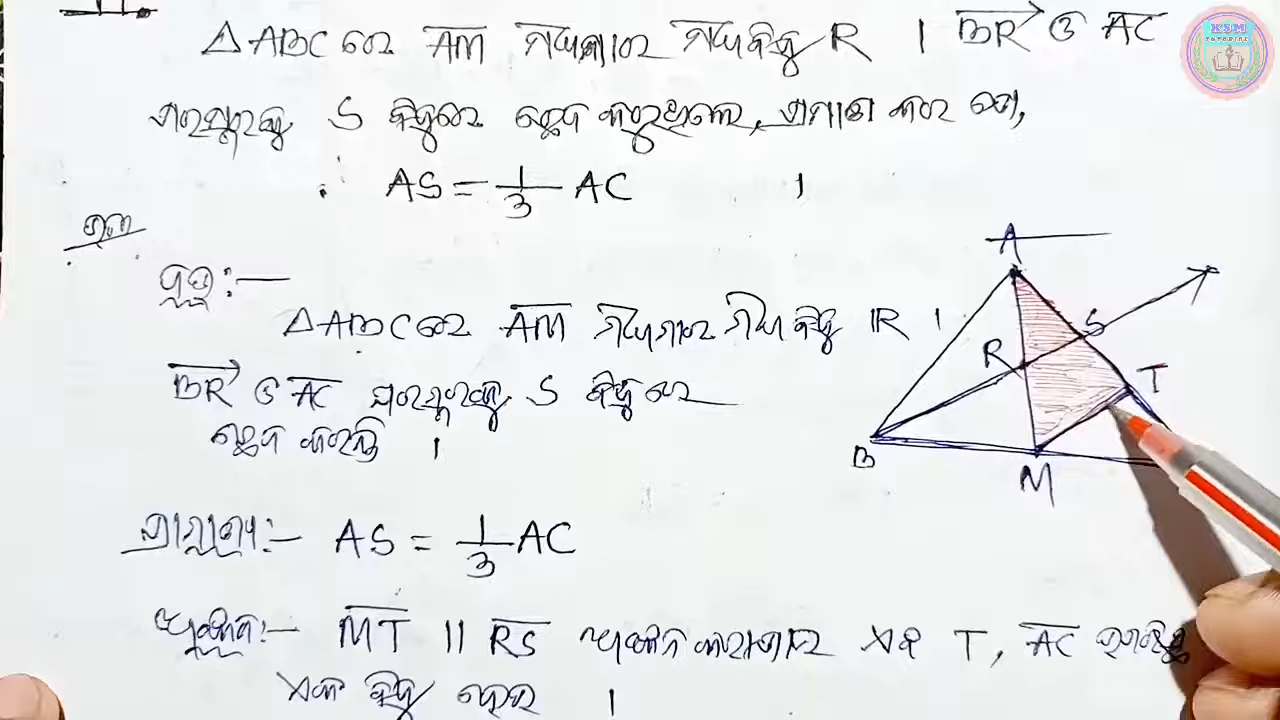 △ABC ରେ AM ମଧ୍ୟମାର ମଧ୍ୟବିନ୍ଦୁ R । BR ଓ AC
ପରସ୍ପରକୁ S ବିନ୍ଦୁରେ ଛେଦ କରୁଥିଲେ, ପ୍ରମାଣ କର ଯେ,
AS = 1/3 AC ।
ଦତ୍ତ :—
△ABC ରେ AM ମଧ୍ୟମାର ମଧ୍ୟ ବିନ୍ଦୁ R ।
BR ଓ AC ପରସ୍ପରକୁ S ବିନ୍ଦୁ ରେ
ଛେଦ କରନ୍ତି ।
ପ୍ରାମାଣ୍ୟ :— AS = 1/3 AC
ଅଙ୍କନ :— MT || RS ଅଙ୍କନ କରାଗଲା ଏବଂ T, AC ଉପରିସ୍ଥ
ଏକ ବିନ୍ଦୁ ହେଉ ।
A
S
R
T
B
M